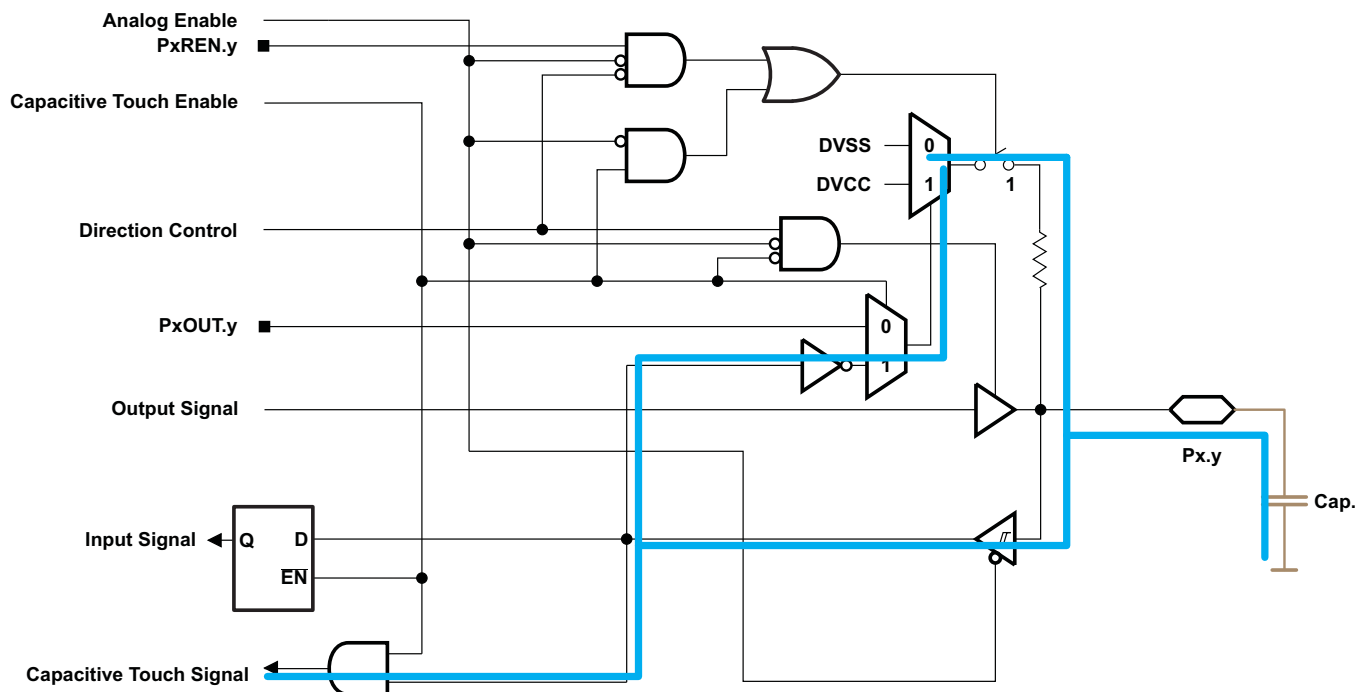 Analog Enable
PxREN.y
Capacitive Touch Enable
DVSS
0
DVCC
1
1
Direction Control
PxOUT.y
0
1
Output Signal
Px.y
Cap.
Input Signal
Q
D
EN
Capacitive Touch Signal